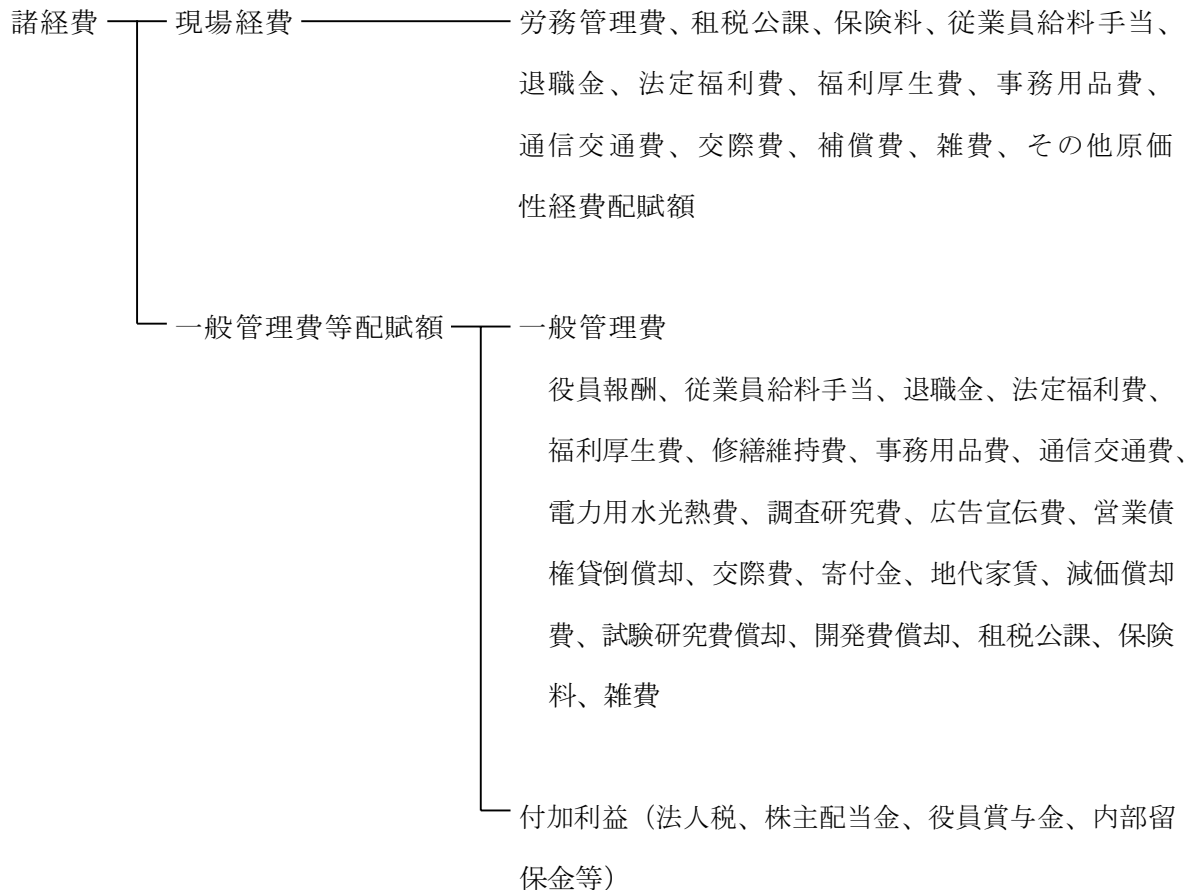 諸経費 現場経費 労務管理費、租税公課、保険料、従業員給料手当、
退職金、法定福利費、福利厚生費、事務用品費、
通信交通費、交際費、補償費、雑費、その他原価
性経費配賦額
一般管理費等配賦額 一般管理費
役員報酬、従業員給料手当、退職金、法定福利費、
福利厚生費、修繕維持費、事務用品費、通信交通費、
電力用水光熱費、調査研究費、広告宣伝費、営業債
権貸倒償却、交際費、寄付金、地代家賃、減価償却
費、試験研究費償却、開発費償却、租税公課、保険
料、雑費
付加利益（法人税、株主配当金、役員賞与金、内部留
保金等）